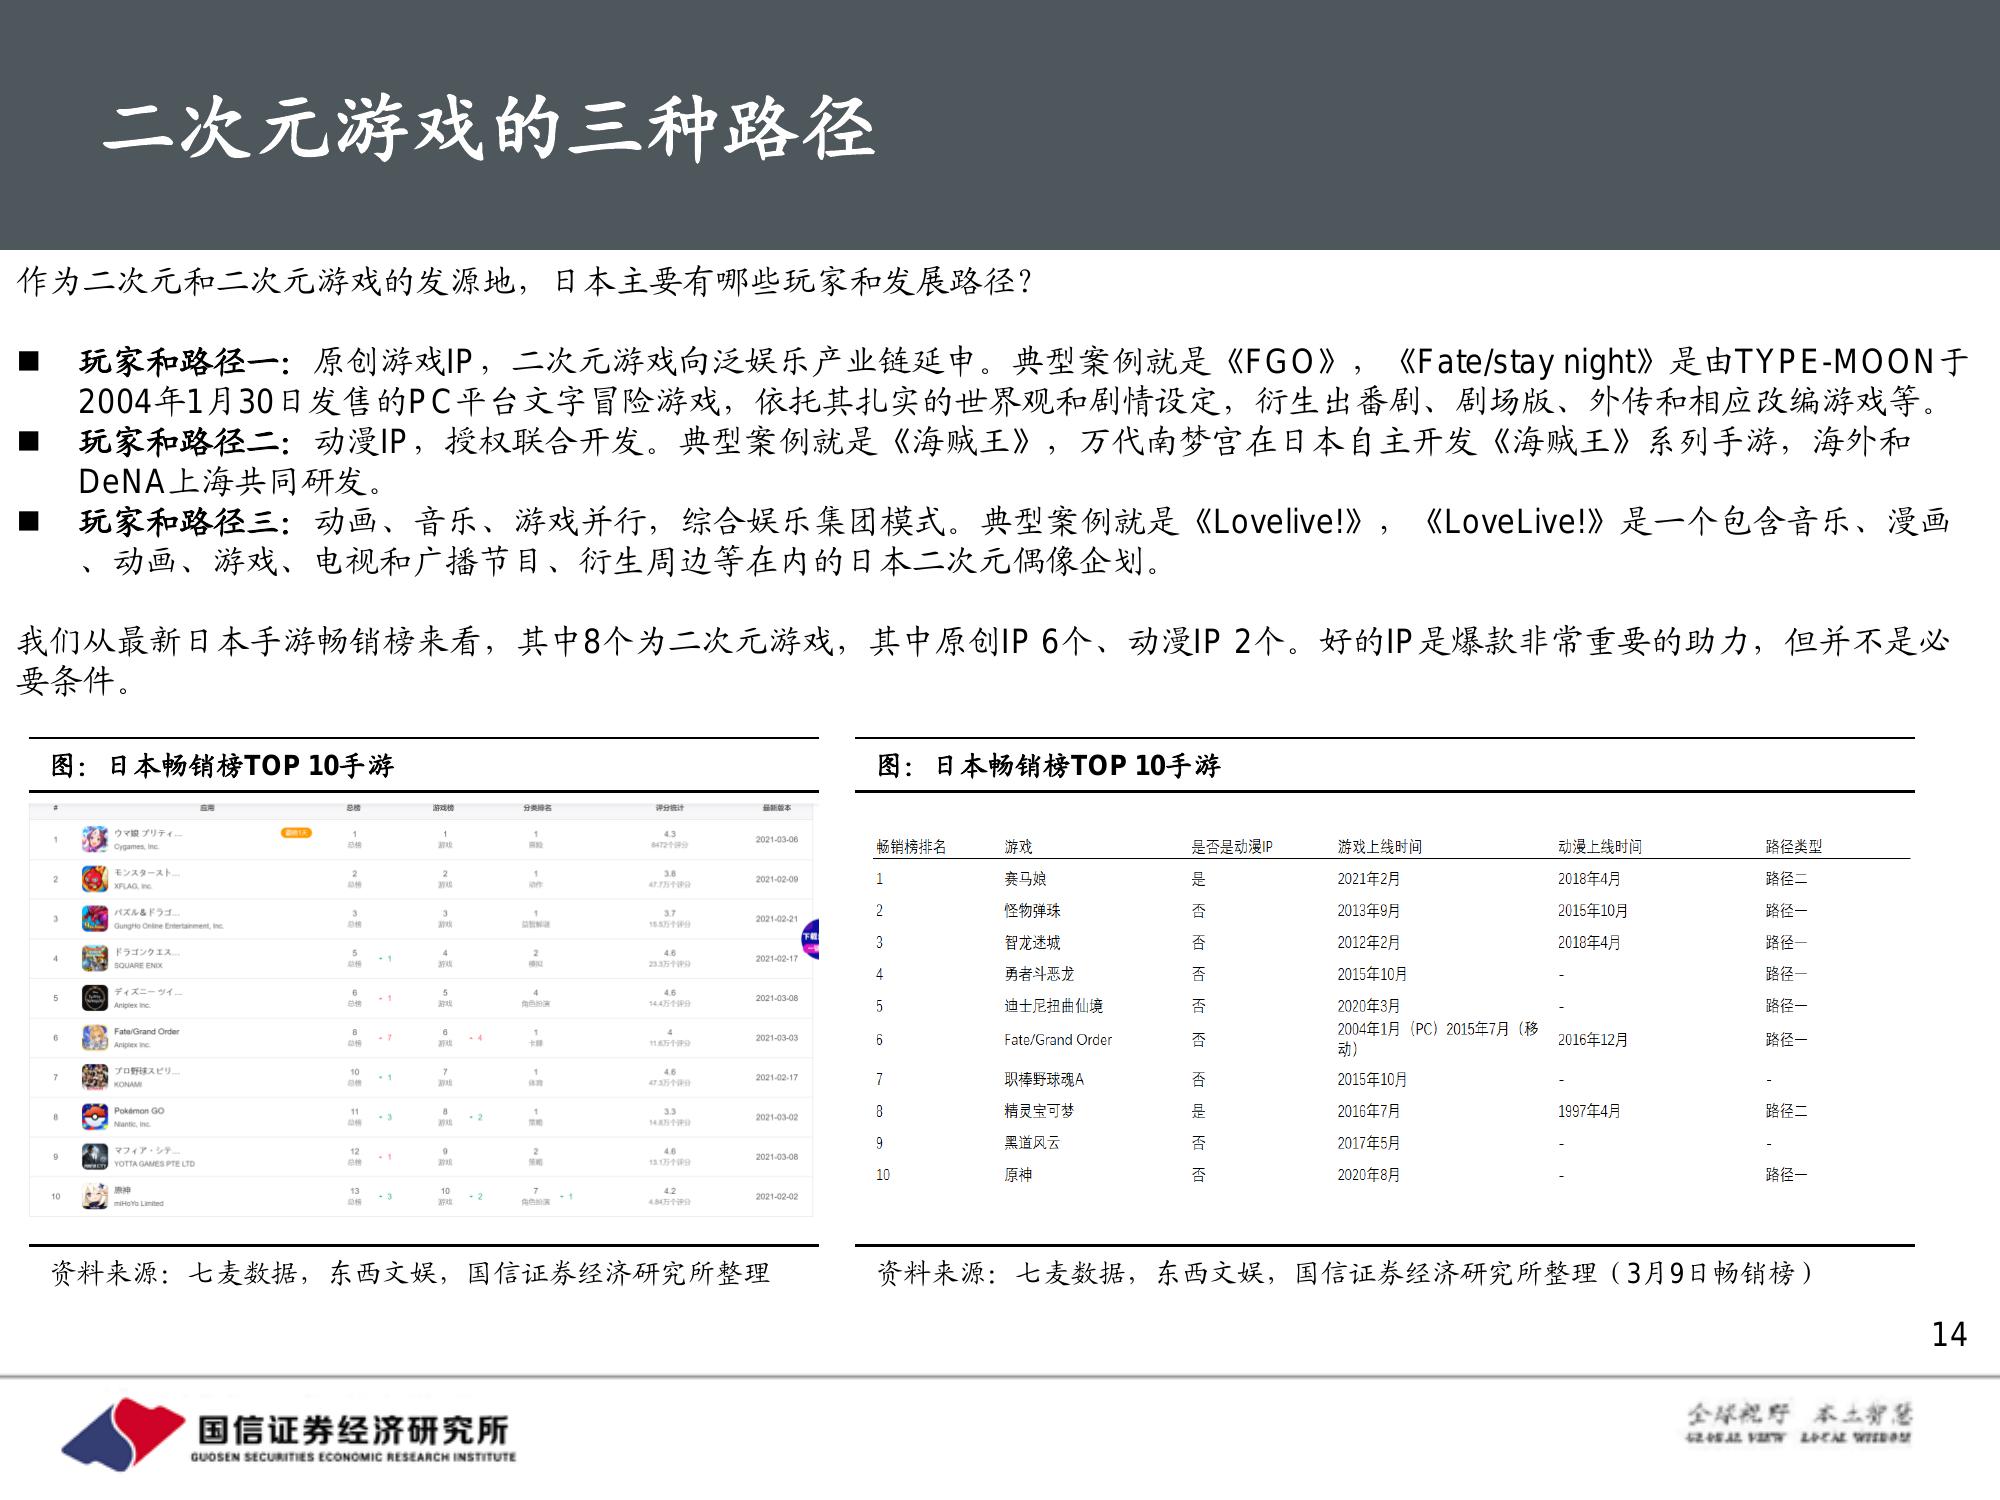 二次元游戏的三种路径
作为二次元和二次元游戏的发源地，日本主要有哪些玩家和发展路径？
■ 玩家和路径一：原创游戏IP，二次元游戏向泛娱乐产业链延申。典型案例就是《FGO》，《Fate/stay night》是由TYPE-MOON于
2004年1月30日发售的PC平台文字冒险游戏，依托其扎实的世界观和剧情设定，衍生出番剧、剧场版、外传和相应改编游戏等。
■ 玩家和路径二：动漫IP，授权联合开发。典型案例就是《海贼王》，万代南梦宫在日本自主开发《海贼王》系列手游，海外和
DeNA上海共同研发。
■ 玩家和路径三：动画、音乐、游戏并行，综合娱乐集团模式。典型案例就是《Lovelive!》，《LoveLive!》是一个包含音乐、漫画
、动画、游戏、电视和广播节目、衍生周边等在内的日本二次元偶像企划。
我们从最新日本手游畅销榜来看，其中8个为二次元游戏，其中原创IP 6个、动漫IP 2个。好的IP是爆款非常重要的助力，但并不是必
要条件。
图：日本畅销榜TOP 10手游
# 应用 总榜 游戏榜 分类排名 评分统计 最新版本
1 ウマ娘 プリティ... 1 1 1 4.3 2021-03-06
Cygames, Inc. 总榜 游戏 冒险 8472个评分
2 モンスタースト... 2 2 1 3.8 2021-02-09
XFLAG, Inc. 总榜 游戏 动作 47.7万个评分
3 パズル＆ドラゴ... 3 3 1 3.7 2021-02-21
GungHo Online Entertainment, Inc. 总榜 游戏 益智解谜 15.5万个评分
4 ドラゴンクエス... 5 1 4 2 4.6 2021-02-17
SQUARE ENIX 总榜 游戏 模拟 23.3万个评分
5 ディズニー ツイ... 6 1 5 4 4.6 2021-03-08
Aniplex Inc. 总榜 游戏 角色扮演 14.4万个评分
6 Fate/Grand Order 8 7 6 4 1 4 2021-03-03
Aniplex Inc. 总榜 游戏 卡牌 11.6万个评分
7 プロ野球スピリ... 10 1 7 1 4.6 2021-02-17
KONAMI 总榜 游戏 体育 47.3万个评分
8 Pokémon GO 11 3 8 2 1 3.3 2021-03-02
Niantic, Inc. 总榜 游戏 策略 14.8万个评分
9 マフィア・シテ... 12 1 9 2 4.6 2021-03-08
YOTTA GAMES PTE LTD 总榜 游戏 策略 13.1万个评分
10 原神 13 3 10 2 7 1 4.2 2021-02-02
miHoYo Limited 总榜 游戏 角色扮演 4.84万个评分
资料来源：七麦数据，东西文娱，国信证券经济研究所整理
图：日本畅销榜TOP 10手游
畅销榜排名 游戏 是否是动漫IP 游戏上线时间 动漫上线时间 路径类型
1 赛马娘 是 2021年2月 2018年4月 路径二
2 怪物弹珠 否 2013年9月 2015年10月 路径一
3 智龙迷城 否 2012年2月 2018年4月 路径一
4 勇者斗恶龙 否 2015年10月 - 路径一
5 迪士尼扭曲仙境 否 2020年3月 - 路径一
6 Fate/Grand Order 否 2004年1月（PC）2015年7月（移
动） 2016年12月 路径一
7 职棒野球魂A 否 2015年10月 - -
8 精灵宝可梦 是 2016年7月 1997年4月 路径二
9 黑道风云 否 2017年5月 - -
10 原神 否 2020年8月 - 路径一
资料来源：七麦数据，东西文娱，国信证券经济研究所整理（3月9日畅销榜）
14
国信证券经济研究所
GUOSEN SECURITIES ECONOMIC RESEARCH INSTITUTE
全球视野 本土智慧
GLOBAL VIEW LOCAL WISDOM